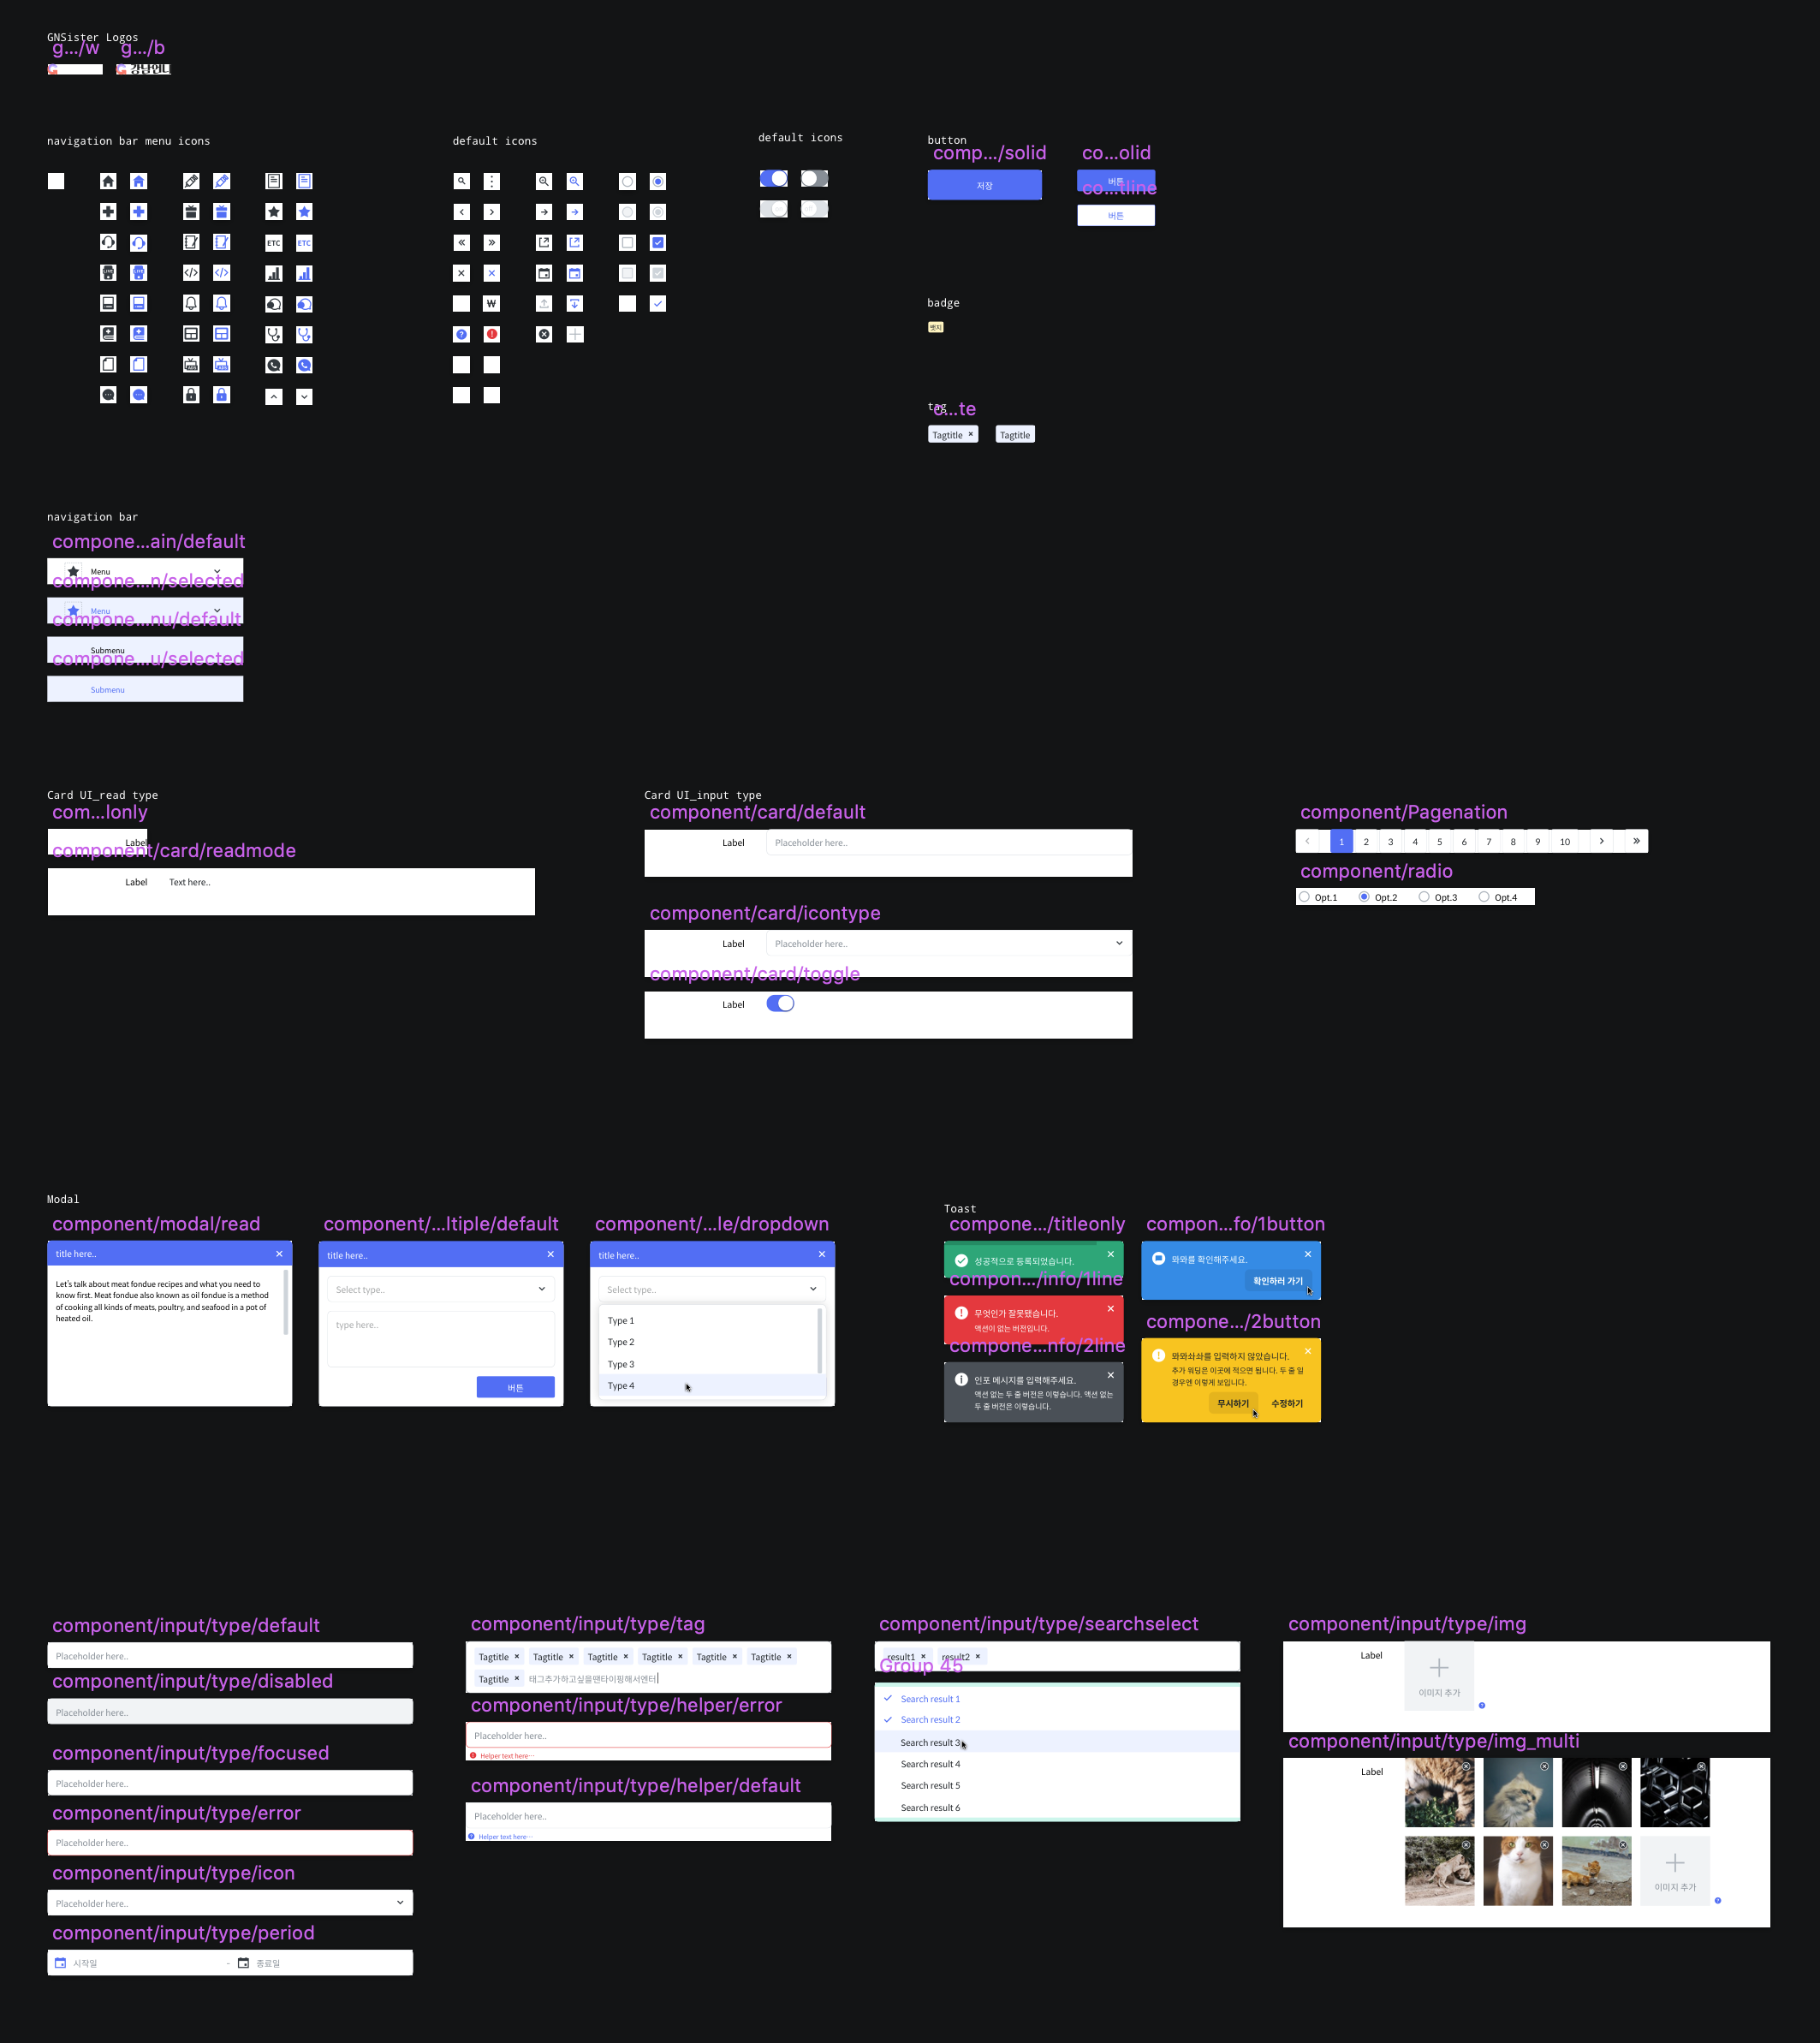 GNSister Logos
g.../w
g.../b
navigation bar menu icons
default icons
default icons
button
comp.../solid
co...olid
저장
버튼
co...tline
버튼
ETC
ETC
badge
뱃지
tag
c...te
Tagtitle
Tagtitle
navigation bar
compone...ain/default
Menu
compone...n/selected
Menu
compone...nu/default
Submenu
compone...u/selected
Submenu
Card UI_read type
com...lonly
Label
component/card/readmode
Label
Text here..
Card UI_input type
component/card/default
Label
Placeholder here..
component/card/icontype
Label
Placeholder here..
component/card/toggle
Label
component/Pagenation
1 2 3 4 5 6 7 8 9 10
component/radio
Opt.1
Opt.2
Opt.3
Opt.4
Modal
component/modal/read
title here..
Let's talk about meat fondue recipes and what you need to
know first. Meat fondue also known as oil fondue is a method
of cooking all kinds of meats, poultry, and seafood in a pot of
heated oil.
component/...ltiple/default
title here..
Select type..
type here..
버튼
component/...le/dropdown
title here..
Select type..
Type 1
Type 2
Type 3
Type 4
Toast
compone.../titleonly
성공적으로 등록되었습니다.
compon.../info/1line
무엇인가 잘못됐습니다.
액션이 없는 버전입니다.
compone...nfo/2line
인포 메시지를 입력해주세요.
액션 없는 두 줄 버전은 이렇습니다. 액션 없는
두 줄 버전은 이렇습니다.
compon...fo/1button
와와를 확인해주세요.
확인하러 가기
compone.../2button
와와솨솨를 입력하지 않았습니다.
추가 워딩은 이곳에 적으면 됩니다. 두 줄 일
경우엔 이렇게 보입니다.
무시하기
수정하기
component/input/type/default
Placeholder here..
component/input/type/disabled
Placeholder here..
component/input/type/focused
Placeholder here..
component/input/type/error
Placeholder here..
component/input/type/icon
Placeholder here..
component/input/type/period
시작일
-
종료일
component/input/type/tag
Tagtitle
Tagtitle
Tagtitle
Tagtitle
Tagtitle
Tagtitle
Tagtitle
태그추가하고싶을땐타이핑해서엔터
component/input/type/helper/error
Placeholder here..
Helper text here…
component/input/type/helper/default
Placeholder here..
Helper text here…
component/input/type/searchselect
result1
result2
Group 45
Search result 1
Search result 2
Search result 3
Search result 4
Search result 5
Search result 6
component/input/type/img
Label
이미지 추가
component/input/type/img_multi
Label
이미지 추가